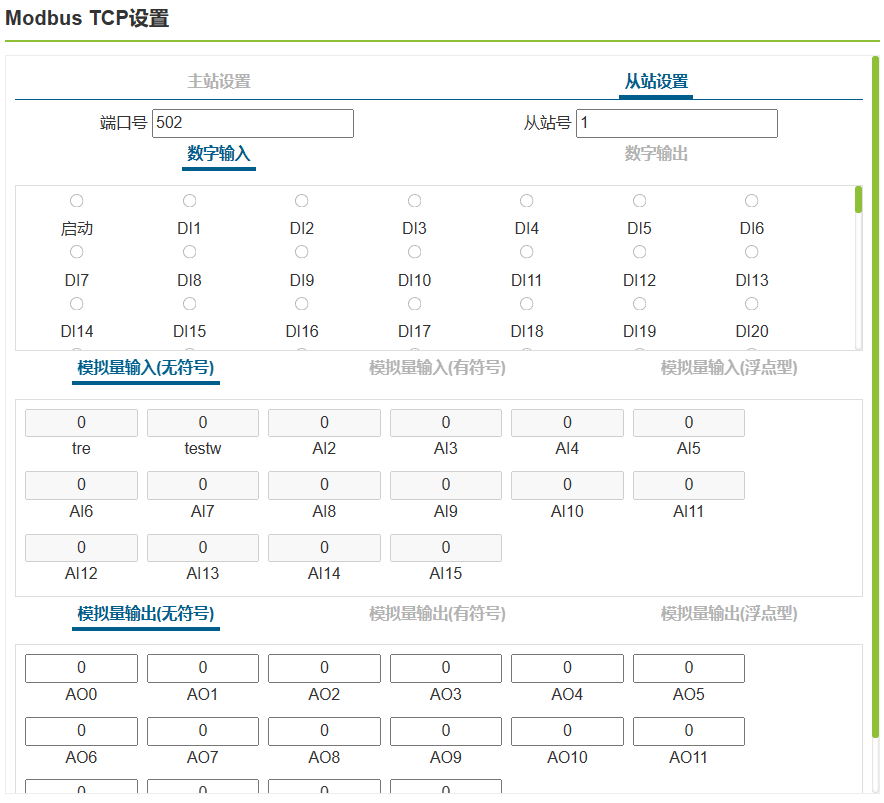 Modbus TCP设置
主站设置 从站设置
端口号 502 从站号 1
数字输入 数字输出
启动 DI1 DI2 DI3 DI4 DI5 DI6
DI7 DI8 DI9 DI10 DI11 DI12 DI13
DI14 DI15 DI16 DI17 DI18 DI19 DI20
模拟量输入(无符号) 模拟量输入(有符号) 模拟量输入(浮点型)
0 0 0 0 0 0
tre testw AI2 AI3 AI4 AI5
0 0 0 0 0 0
AI6 AI7 AI8 AI9 AI10 AI11
0 0 0 0
AI12 AI13 AI14 AI15
模拟量输出(无符号) 模拟量输出(有符号) 模拟量输出(浮点型)
0 0 0 0 0 0
AO0 AO1 AO2 AO3 AO4 AO5
0 0 0 0 0 0
AO6 AO7 AO8 AO9 AO10 AO11
0 0 0 0